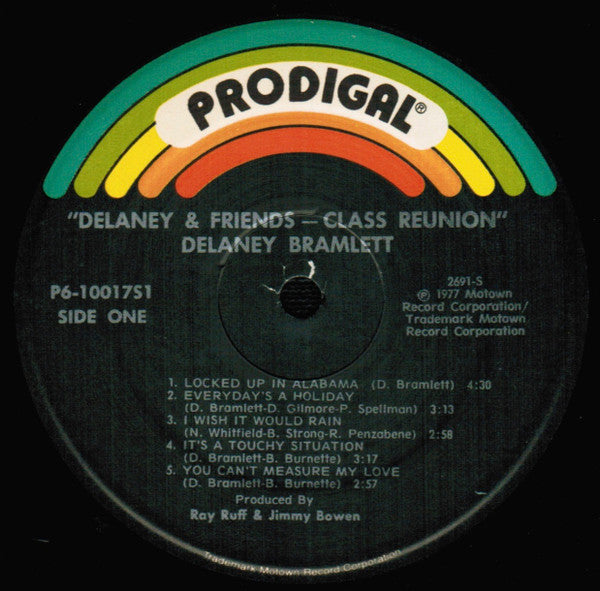 PRODIGAL®
"DELANEY & FRIENDS — CLASS REUNION"
DELANEY BRAMLETT
P6-10017S1
SIDE ONE
2691-S
℗ 1977 Motown
Record Corporation/
Trademark Motown
Record Corporation
1. LOCKED UP IN ALABAMA (D. Bramlett) 4:30
2. EVERYDAY'S A HOLIDAY
(D. Bramlett-D. Gilmore-P. Spellman) 3:13
3. I WISH IT WOULD RAIN
(N. Whitfield-B. Strong-R. Penzabene) 2:58
4. IT'S A TOUCHY SITUATION
(D. Bramlett-B. Burnette) 3:17
5. YOU CAN'T MEASURE MY LOVE
(D. Bramlett-B. Burnette) 2:57
Produced By
Ray Ruff & Jimmy Bowen
Trademark Motown Record Corporation